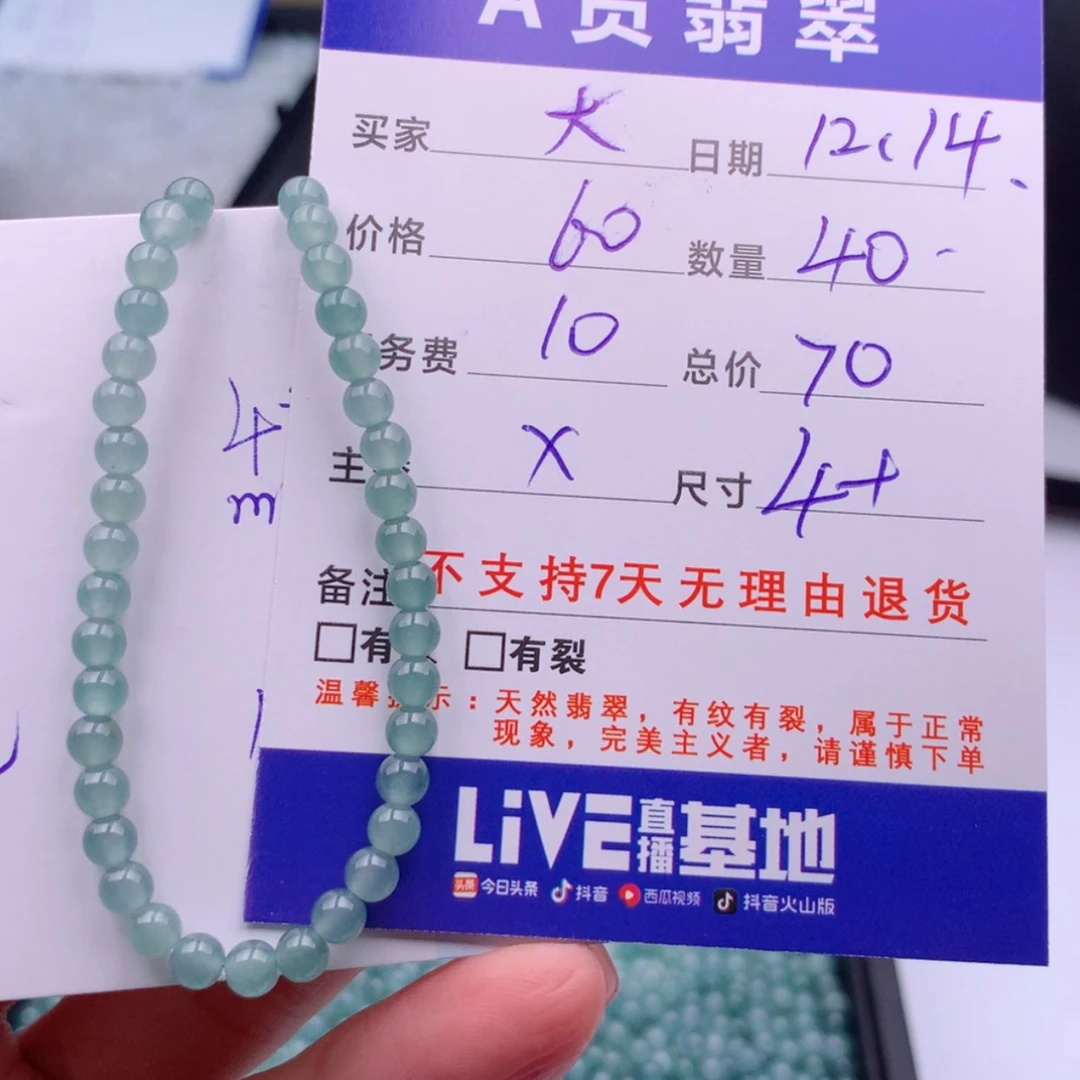 A货翡翠
买家 大 日期 12.14.
价格 60 数量 40
务费 10 总价 70
主 X 尺寸 4+
4
m
备注 不支持7天无理由退货
□有 □有裂
温馨 示：天然翡翠，有纹有裂，属于正常
现象，完美主义者，请谨慎下单
LiVE直播基地
头条 今日头条 抖音 西瓜视频 抖音火山版